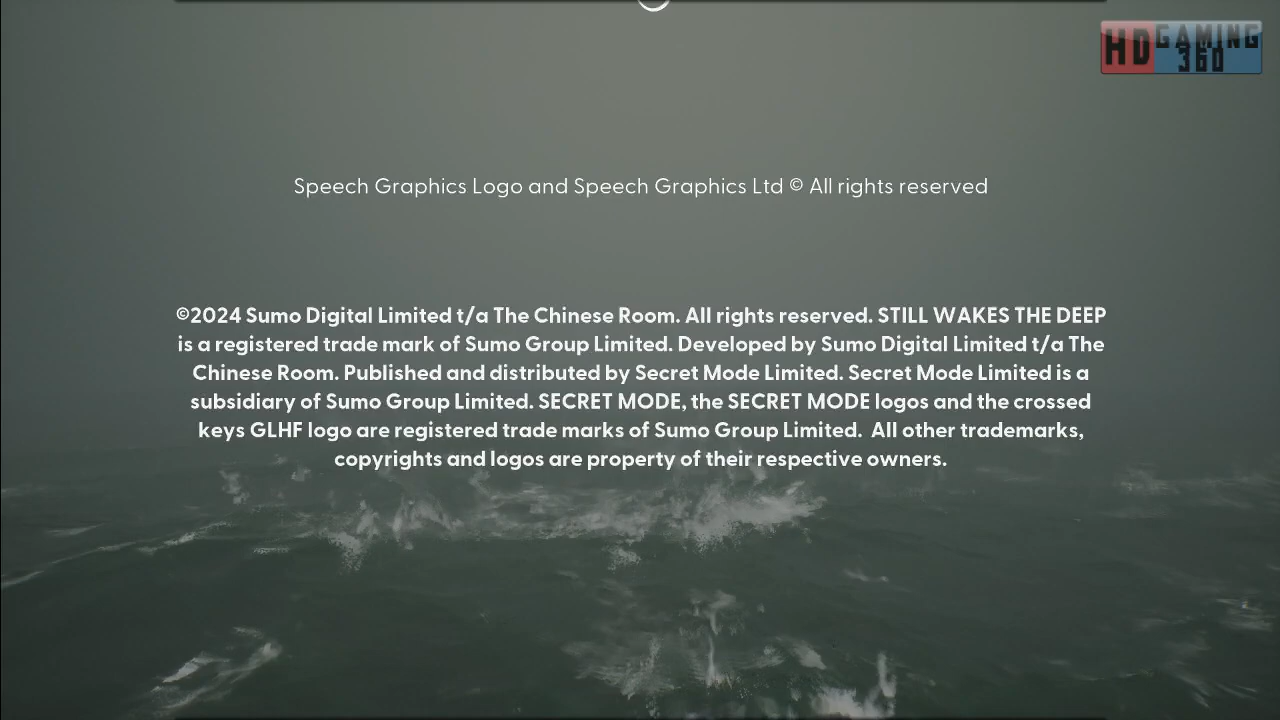 HD GAMING 360
Speech Graphics Logo and Speech Graphics Ltd © All rights reserved
©2024 Sumo Digital Limited t/a The Chinese Room. All rights reserved. STILL WAKES THE DEEP
is a registered trade mark of Sumo Group Limited. Developed by Sumo Digital Limited t/a The
Chinese Room. Published and distributed by Secret Mode Limited. Secret Mode Limited is a
subsidiary of Sumo Group Limited. SECRET MODE, the SECRET MODE logos and the crossed
keys GLHF logo are registered trade marks of Sumo Group Limited.  All other trademarks,
copyrights and logos are property of their respective owners.